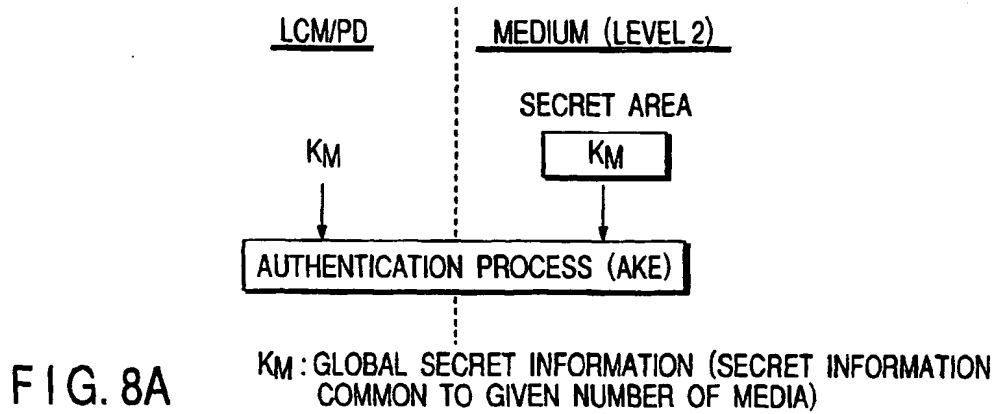 LCM/PD
MEDIUM (LEVEL 2)
SECRET AREA
KM
KM
AUTHENTICATION PROCESS (AKE)
FIG. 8A
KM : GLOBAL SECRET INFORMATION (SECRET INFORMATION
COMMON TO GIVEN NUMBER OF MEDIA)